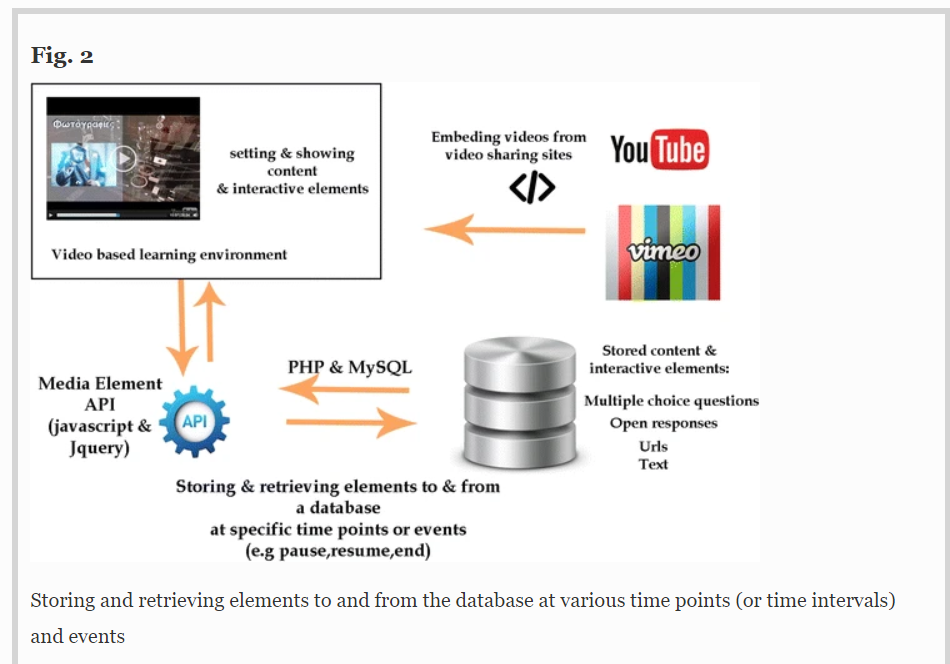 Fig. 2
Φωτογραφίες
setting & showing
content
& interactive elements
Video based learning environment
Embeding videos from
video sharing sites
</>
YouTube
vimeo
PHP & MySQL
Media Element
API
(javascript &
Jquery)
API
Stored content &
interactive elements:
Multiple choice questions
Open responses
Urls
Text
Storing & retrieving elements to & from
a database
at specific time points or events
(e.g pause,resume,end)
Storing and retrieving elements to and from the database at various time points (or time intervals)
and events